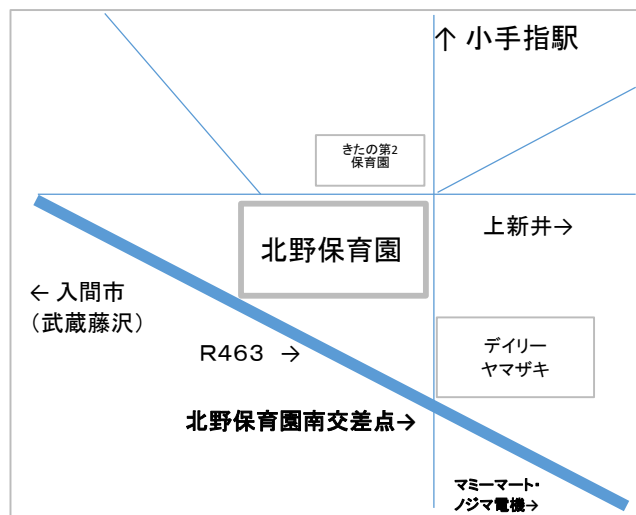 ↑ 小手指駅
きたの第2
保育園
北野保育園
上新井→
← 入間市
（武蔵藤沢）
R463 →
デイリー
ヤマザキ
北野保育園南交差点→
マミーマート・
ノジマ電機→